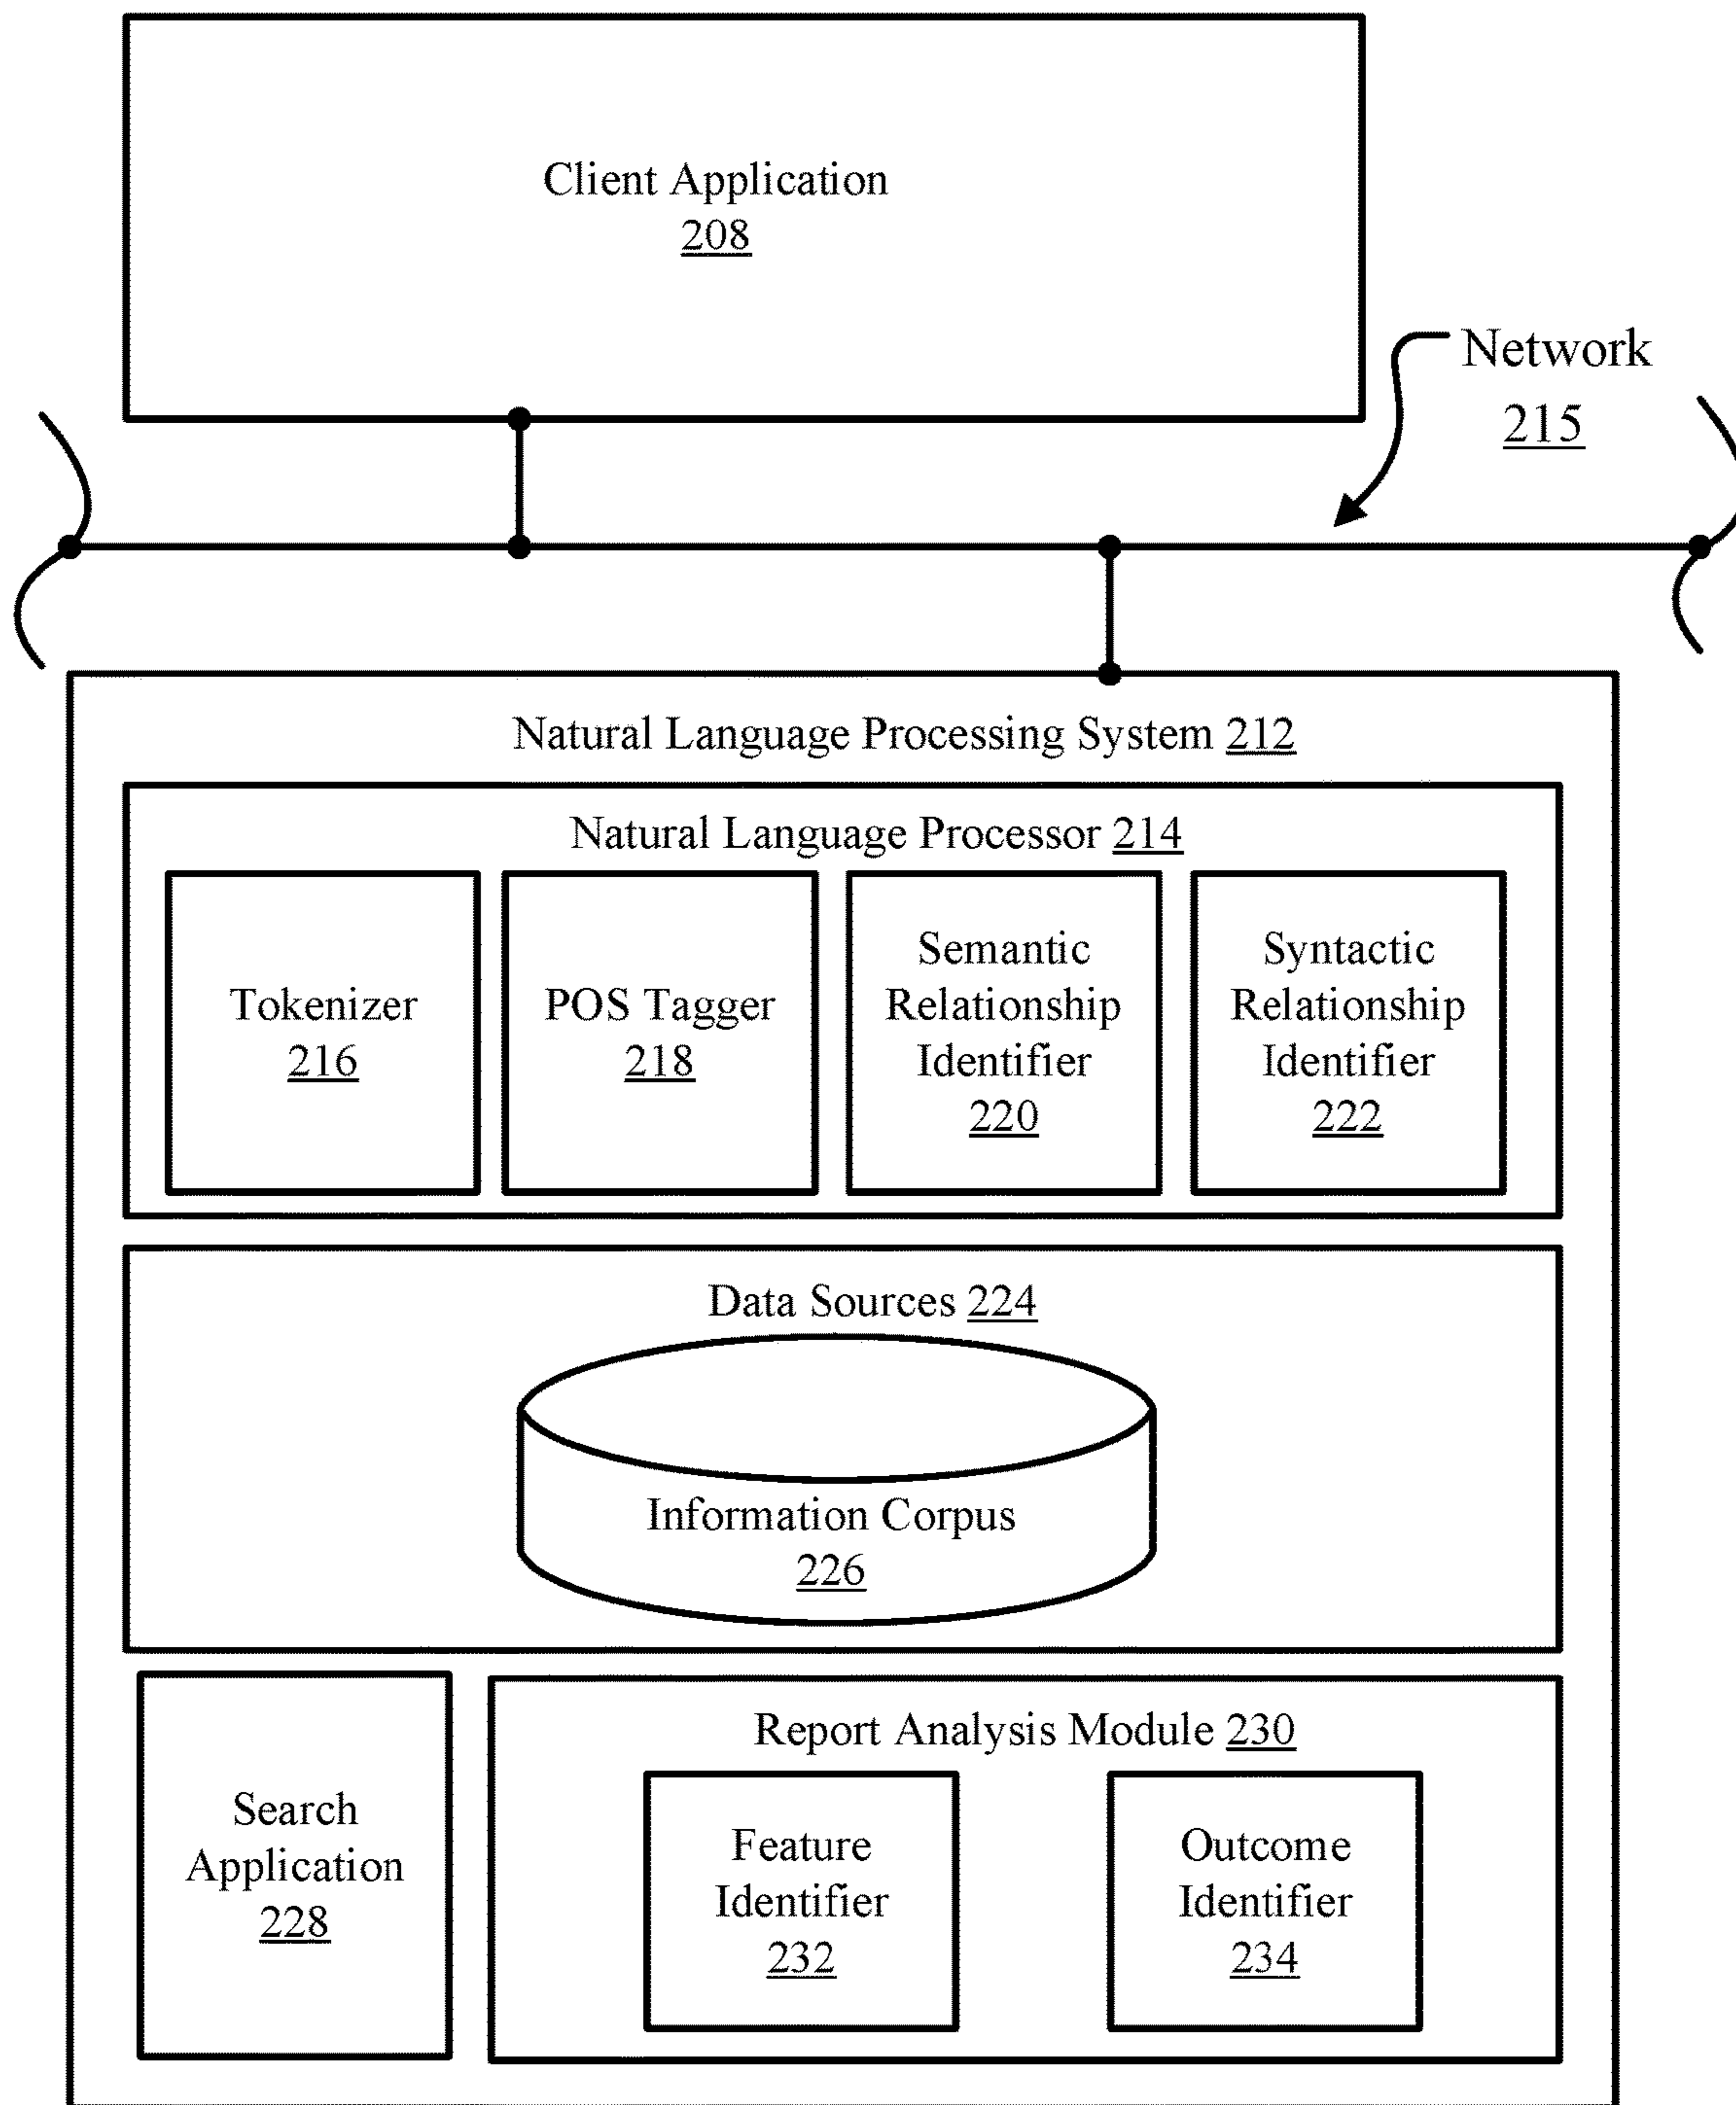 Client Application
208
Network
215
Natural Language Processing System 212
Natural Language Processor 214
Tokenizer
216
POS Tagger
218
Semantic
Relationship
Identifier
220
Syntactic
Relationship
Identifier
222
Data Sources 224
Information Corpus
226
Search
Application
228
Report Analysis Module 230
Feature
Identifier
232
Outcome
Identifier
234